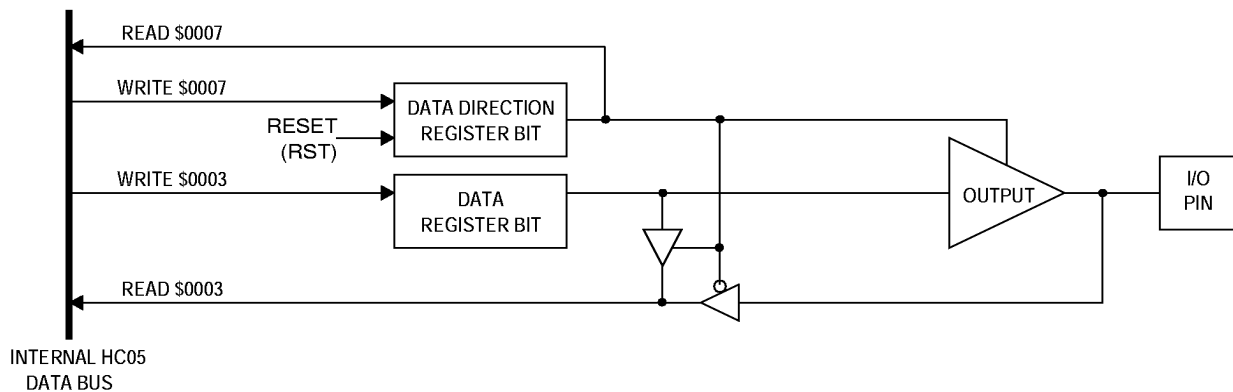 READ $0007
WRITE $0007
DATA DIRECTION
REGISTER BIT
RESET
(RST)
WRITE $0003
DATA
REGISTER BIT
OUTPUT
I/O
PIN
READ $0003
INTERNAL HC05
DATA BUS